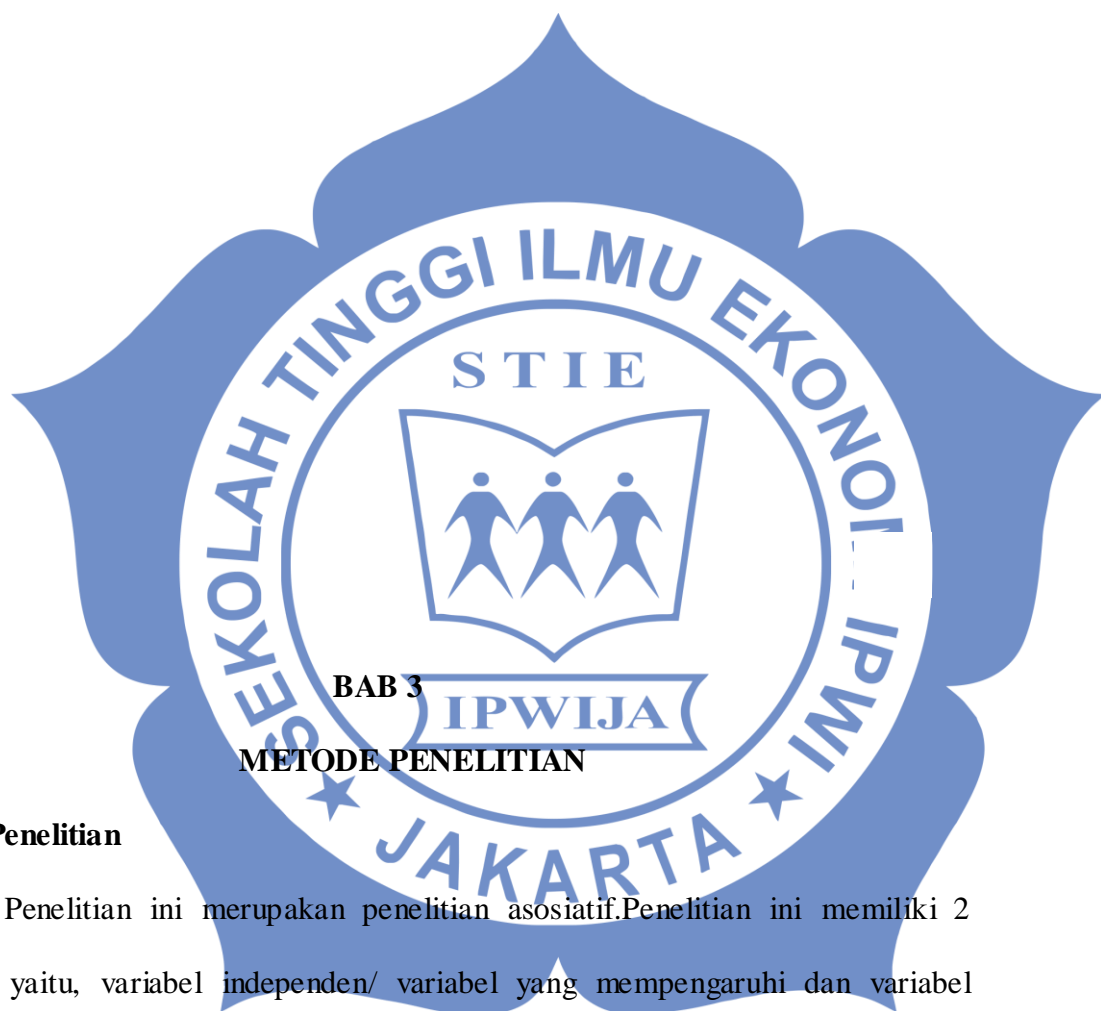 SEKOLAH TINGGI ILMU EKONOMI IPWIJA
STIE
IPWIJA
★ JAKARTA ★
BAB 3
METODE PENELITIAN
Penelitian
Penelitian ini merupakan penelitian asosiatif.Penelitian ini memiliki 2
yaitu, variabel independen/ variabel yang mempengaruhi dan variabel